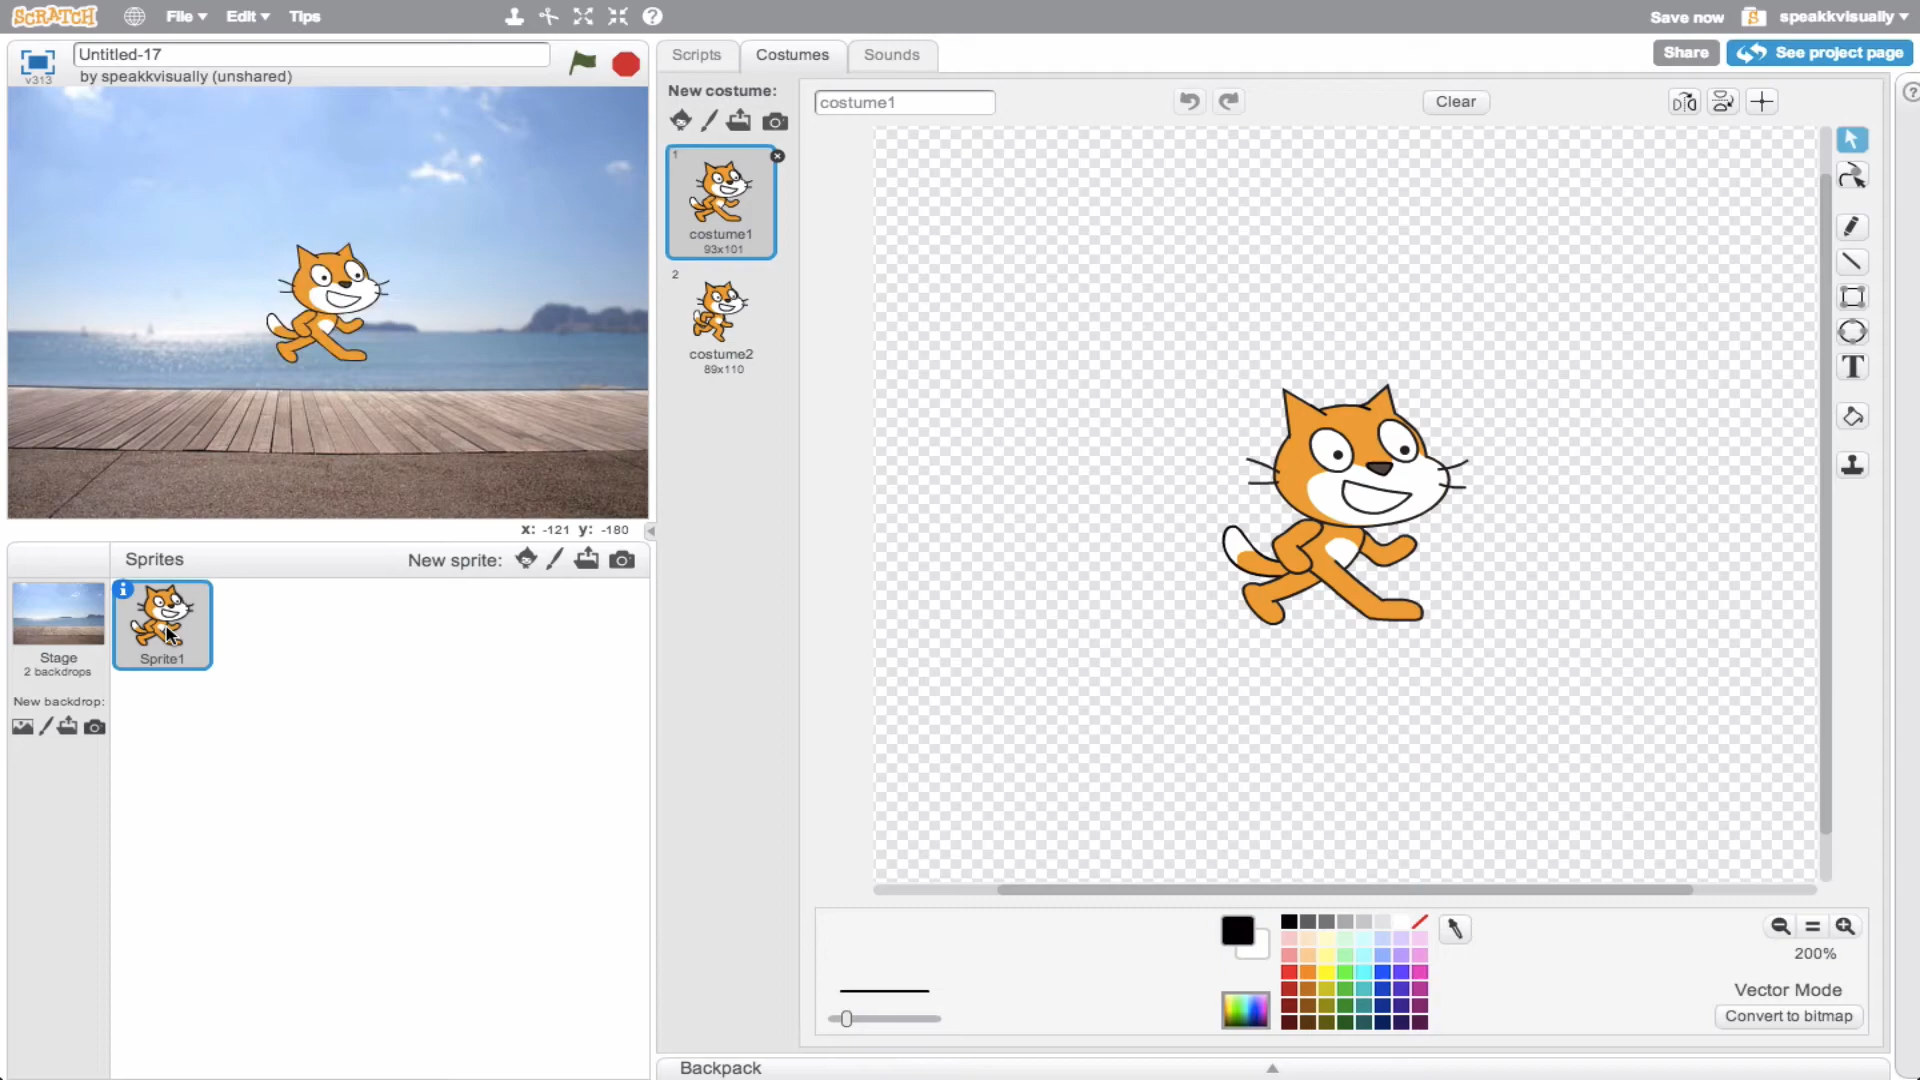 SCRATCH File Edit Tips Save now speakkvisually
v313 Untitled-17
by speakkvisually (unshared)
Scripts Costumes Sounds Share See project page
New costume:
costume1 Clear
1
costume1
93x101
2
costume2
89x110
T
x: -121 y: -180
Sprites New sprite:
Sprite1
Stage
2 backdrops
New backdrop:
200%
Vector Mode
Convert to bitmap
Backpack